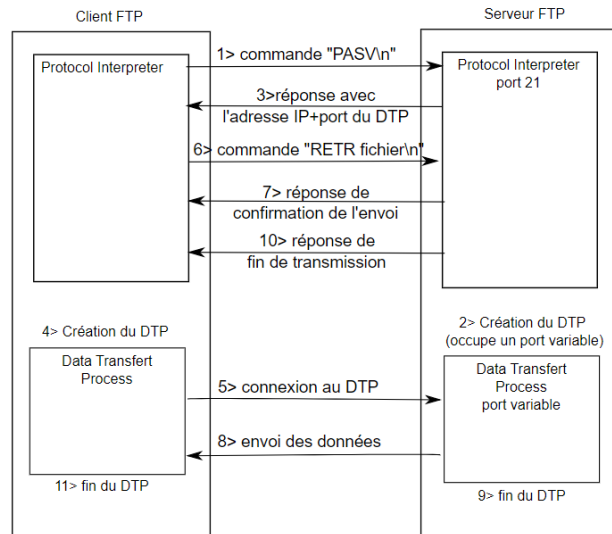 Client FTP
Serveur FTP
Protocol Interpreter
1> commande "PASV\n"
Protocol Interpreter
port 21
3>réponse avec
l'adresse IP+port du DTP
6> commande "RETR fichier\n"
7> réponse de
confirmation de l'envoi
10> réponse de
fin de transmission
4> Création du DTP
2> Création du DTP
(occupe un port variable)
Data Transfert
Process
5> connexion au DTP
Data Transfert
Process
port variable
8> envoi des données
11> fin du DTP
9> fin du DTP